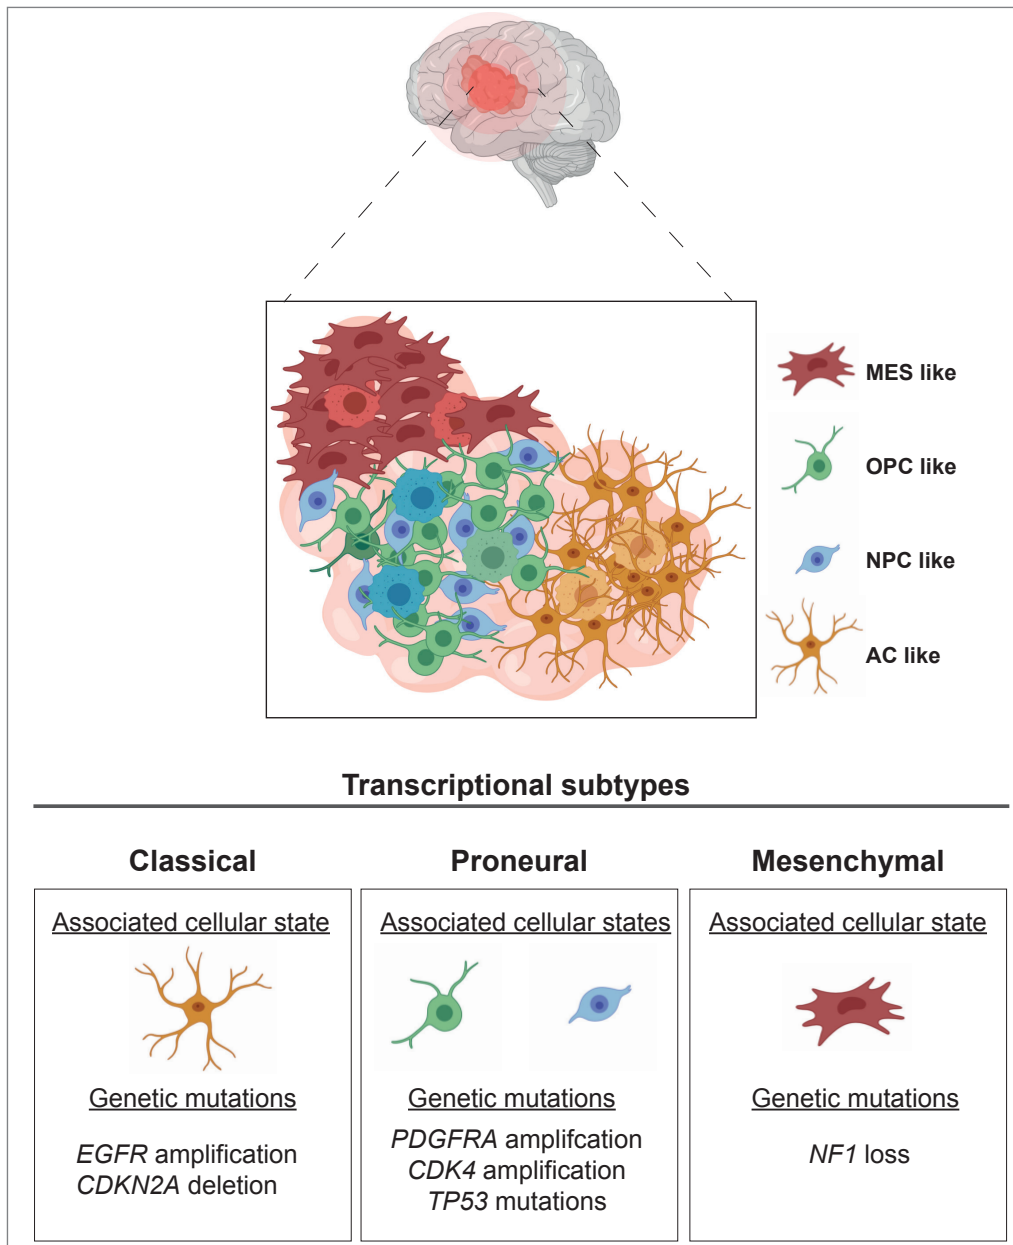 MES like
OPC like
NPC like
AC like
Transcriptional subtypes
Classical
Associated cellular state
Genetic mutations
EGFR amplification
CDKN2A deletion
Proneural
Associated cellular states
Genetic mutations
PDGFRA amplifcation
CDK4 amplification
TP53 mutations
Mesenchymal
Associated cellular state
Genetic mutations
NF1 loss